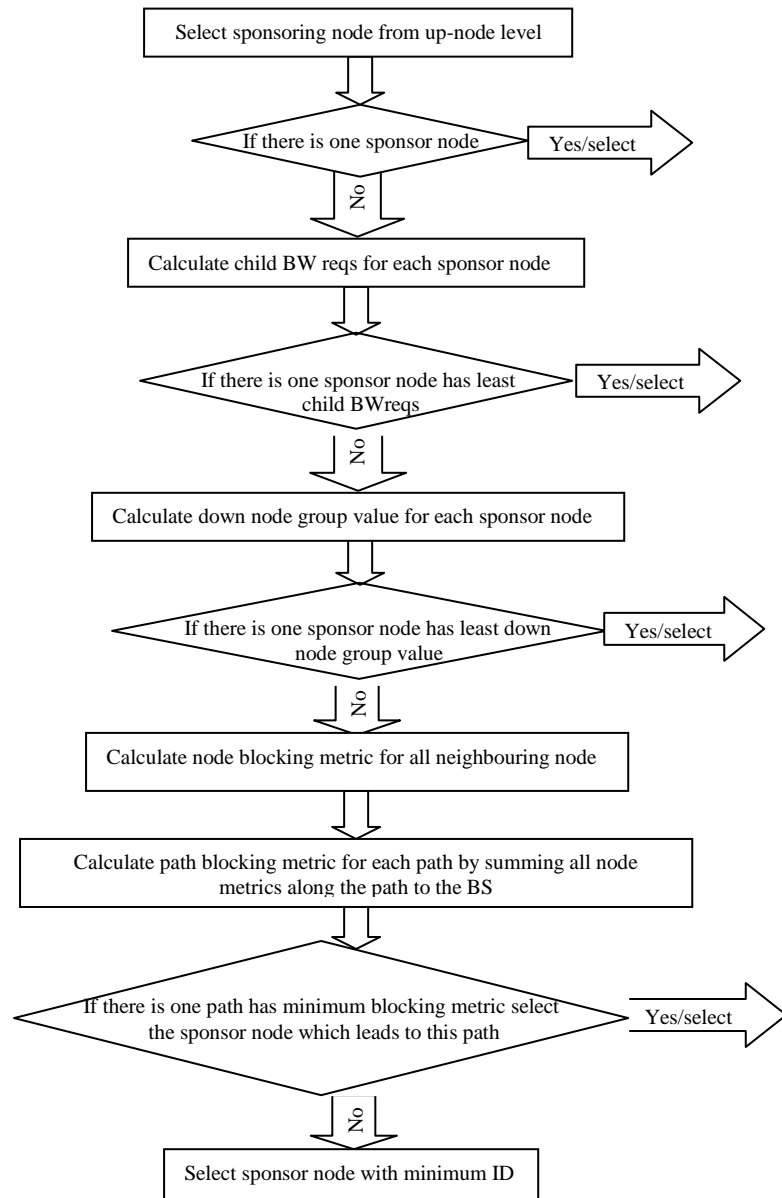 Select sponsoring node from up-node level
If there is one sponsor node
Yes/select
No
Calculate child BW reqs for each sponsor node
If there is one sponsor node has least
child BWreqs
Yes/select
No
Calculate down node group value for each sponsor node
If there is one sponsor node has least down
node group value
Yes/select
No
Calculate node blocking metric for all neighbouring node
Calculate path blocking metric for each path by summing all node
metrics along the path to the BS
If there is one path has minimum blocking metric select
the sponsor node which leads to this path
Yes/select
No
Select sponsor node with minimum ID